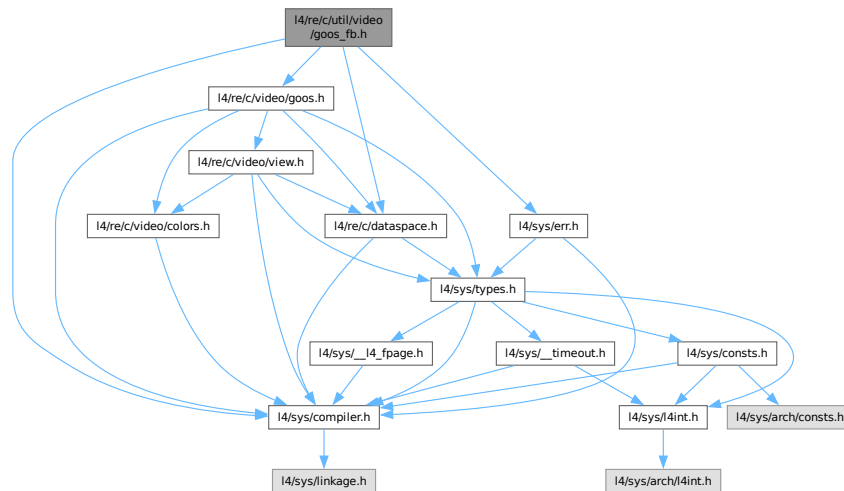 l4/re/c/util/video
/goos_fb.h
l4/re/c/video/goos.h
l4/re/c/video/view.h
l4/re/c/video/colors.h
l4/re/c/dataspace.h
l4/sys/err.h
l4/sys/types.h
l4/sys/__l4_fpage.h
l4/sys/__timeout.h
l4/sys/consts.h
l4/sys/compiler.h
l4/sys/l4int.h
l4/sys/arch/consts.h
l4/sys/linkage.h
l4/sys/arch/l4int.h